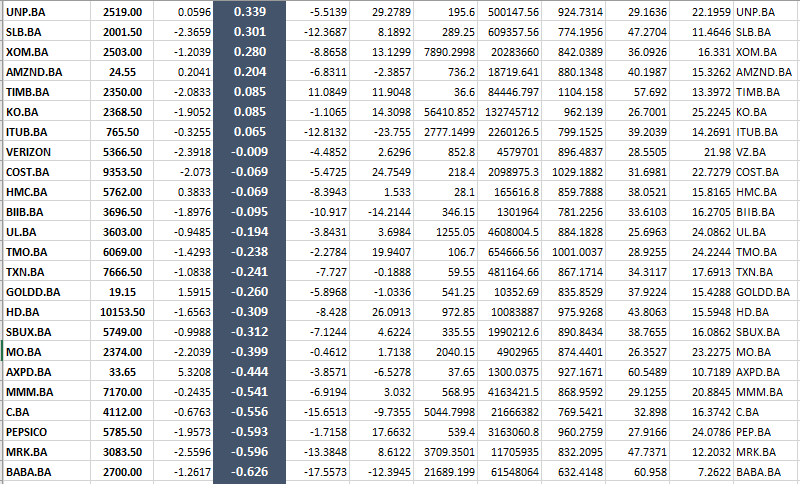 UNP.BA 2519.00 0.0596 0.339 -5.5139 29.2789 195.6 500147.56 924.7314 29.1636 22.1959 UNP.BA
SLB.BA 2001.50 -2.3659 0.301 -12.3687 8.1892 289.25 609357.56 774.1956 47.2704 11.4646 SLB.BA
XOM.BA 2503.00 -1.2039 0.280 -8.8658 13.1299 7890.2998 20283660 842.0389 36.0926 16.331 XOM.BA
AMZND.BA 24.55 0.2041 0.204 -6.8311 -2.3857 736.2 18719.641 880.1348 40.1987 15.3262 AMZND.BA
TIMB.BA 2350.00 -2.0833 0.085 11.0849 11.9048 36.6 84446.797 1104.158 57.692 13.3972 TIMB.BA
KO.BA 2368.50 -1.9052 0.085 -1.1065 14.3098 56410.852 132745712 962.139 26.7001 25.2245 KO.BA
ITUB.BA 765.50 -0.3255 0.065 -12.8132 -23.755 2777.1499 2260126.5 799.1525 39.2039 14.2691 ITUB.BA
VERIZON 5366.50 -2.3918 -0.009 -4.4852 2.6296 852.8 4579701 896.4837 28.5505 21.98 VZ.BA
COST.BA 9353.50 -2.073 -0.069 -5.4725 24.7549 218.4 2098975.3 1029.1882 31.6981 22.7279 COST.BA
HMC.BA 5762.00 0.3833 -0.069 -8.3943 1.533 28.1 165616.8 859.7888 38.0521 15.8165 HMC.BA
BIIB.BA 3696.50 -1.8976 -0.095 -10.917 -14.2144 346.15 1301964 781.2256 33.6103 16.2705 BIIB.BA
UL.BA 3603.00 -0.9485 -0.194 -3.8431 3.6984 1255.05 4608004.5 884.1828 25.6963 24.0862 UL.BA
TMO.BA 6069.00 -1.4293 -0.238 -2.2784 19.9407 106.7 654666.56 1001.0037 28.9255 24.2244 TMO.BA
TXN.BA 7666.50 -1.0838 -0.241 -7.727 -0.1888 59.55 481164.66 867.1714 34.3117 17.6913 TXN.BA
GOLDD.BA 19.15 1.5915 -0.260 -5.8968 -1.0336 541.25 10352.69 835.8529 37.9224 15.4288 GOLDD.BA
HD.BA 10153.50 -1.6563 -0.309 -8.428 26.0913 972.85 10083887 975.9268 43.8063 15.5948 HD.BA
SBUX.BA 5749.00 -0.9988 -0.312 -7.1244 4.6224 335.55 1990212.6 890.8434 38.7655 16.0862 SBUX.BA
MO.BA 2374.00 -2.2039 -0.399 -0.4612 1.7138 2040.15 4902965 874.4401 26.3527 23.2275 MO.BA
AXPD.BA 33.65 5.3208 -0.444 -3.8571 -6.5278 37.65 1300.0375 927.1671 60.5489 10.7189 AXPD.BA
MMM.BA 7170.00 -0.2435 -0.541 -6.9194 3.032 568.95 4163421.5 868.9592 29.1255 20.8845 MMM.BA
C.BA 4112.00 -0.6763 -0.556 -15.6513 -9.7355 5044.7998 21666382 769.5421 32.898 16.3742 C.BA
PEPSICO 5785.50 -1.9573 -0.593 -1.7158 17.6632 539.4 3163060.8 960.2759 27.9166 24.0786 PEP.BA
MRK.BA 3083.50 -2.5596 -0.596 -13.3848 8.6122 3709.3501 11705935 832.2095 47.7371 12.2032 MRK.BA
BABA.BA 2700.00 -1.2617 -0.626 -17.5573 -12.3945 21689.199 61548064 632.4148 60.958 7.2622 BABA.BA